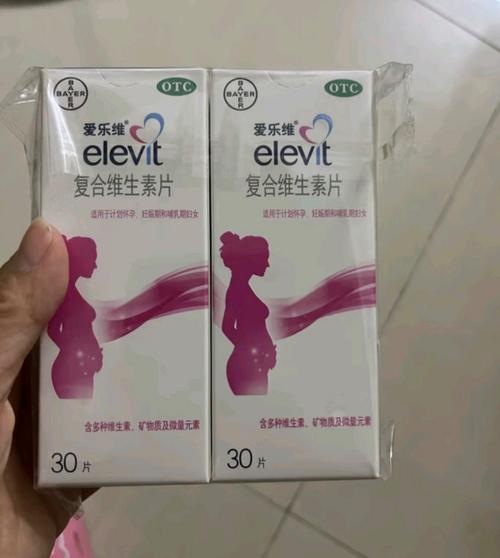 BAYER
BAYER
OTC
爱乐维®
elevit
复合维生素片
适用于计划怀孕、妊娠期和哺乳期妇女
含多种维生素、矿物质及微量元素
30片
BAYER
BAYER
OTC
爱乐维®
elevit
复合维生素片
适用于计划怀孕、妊娠期和哺乳期妇女
含多种维生素、矿物质及微量元素
30片